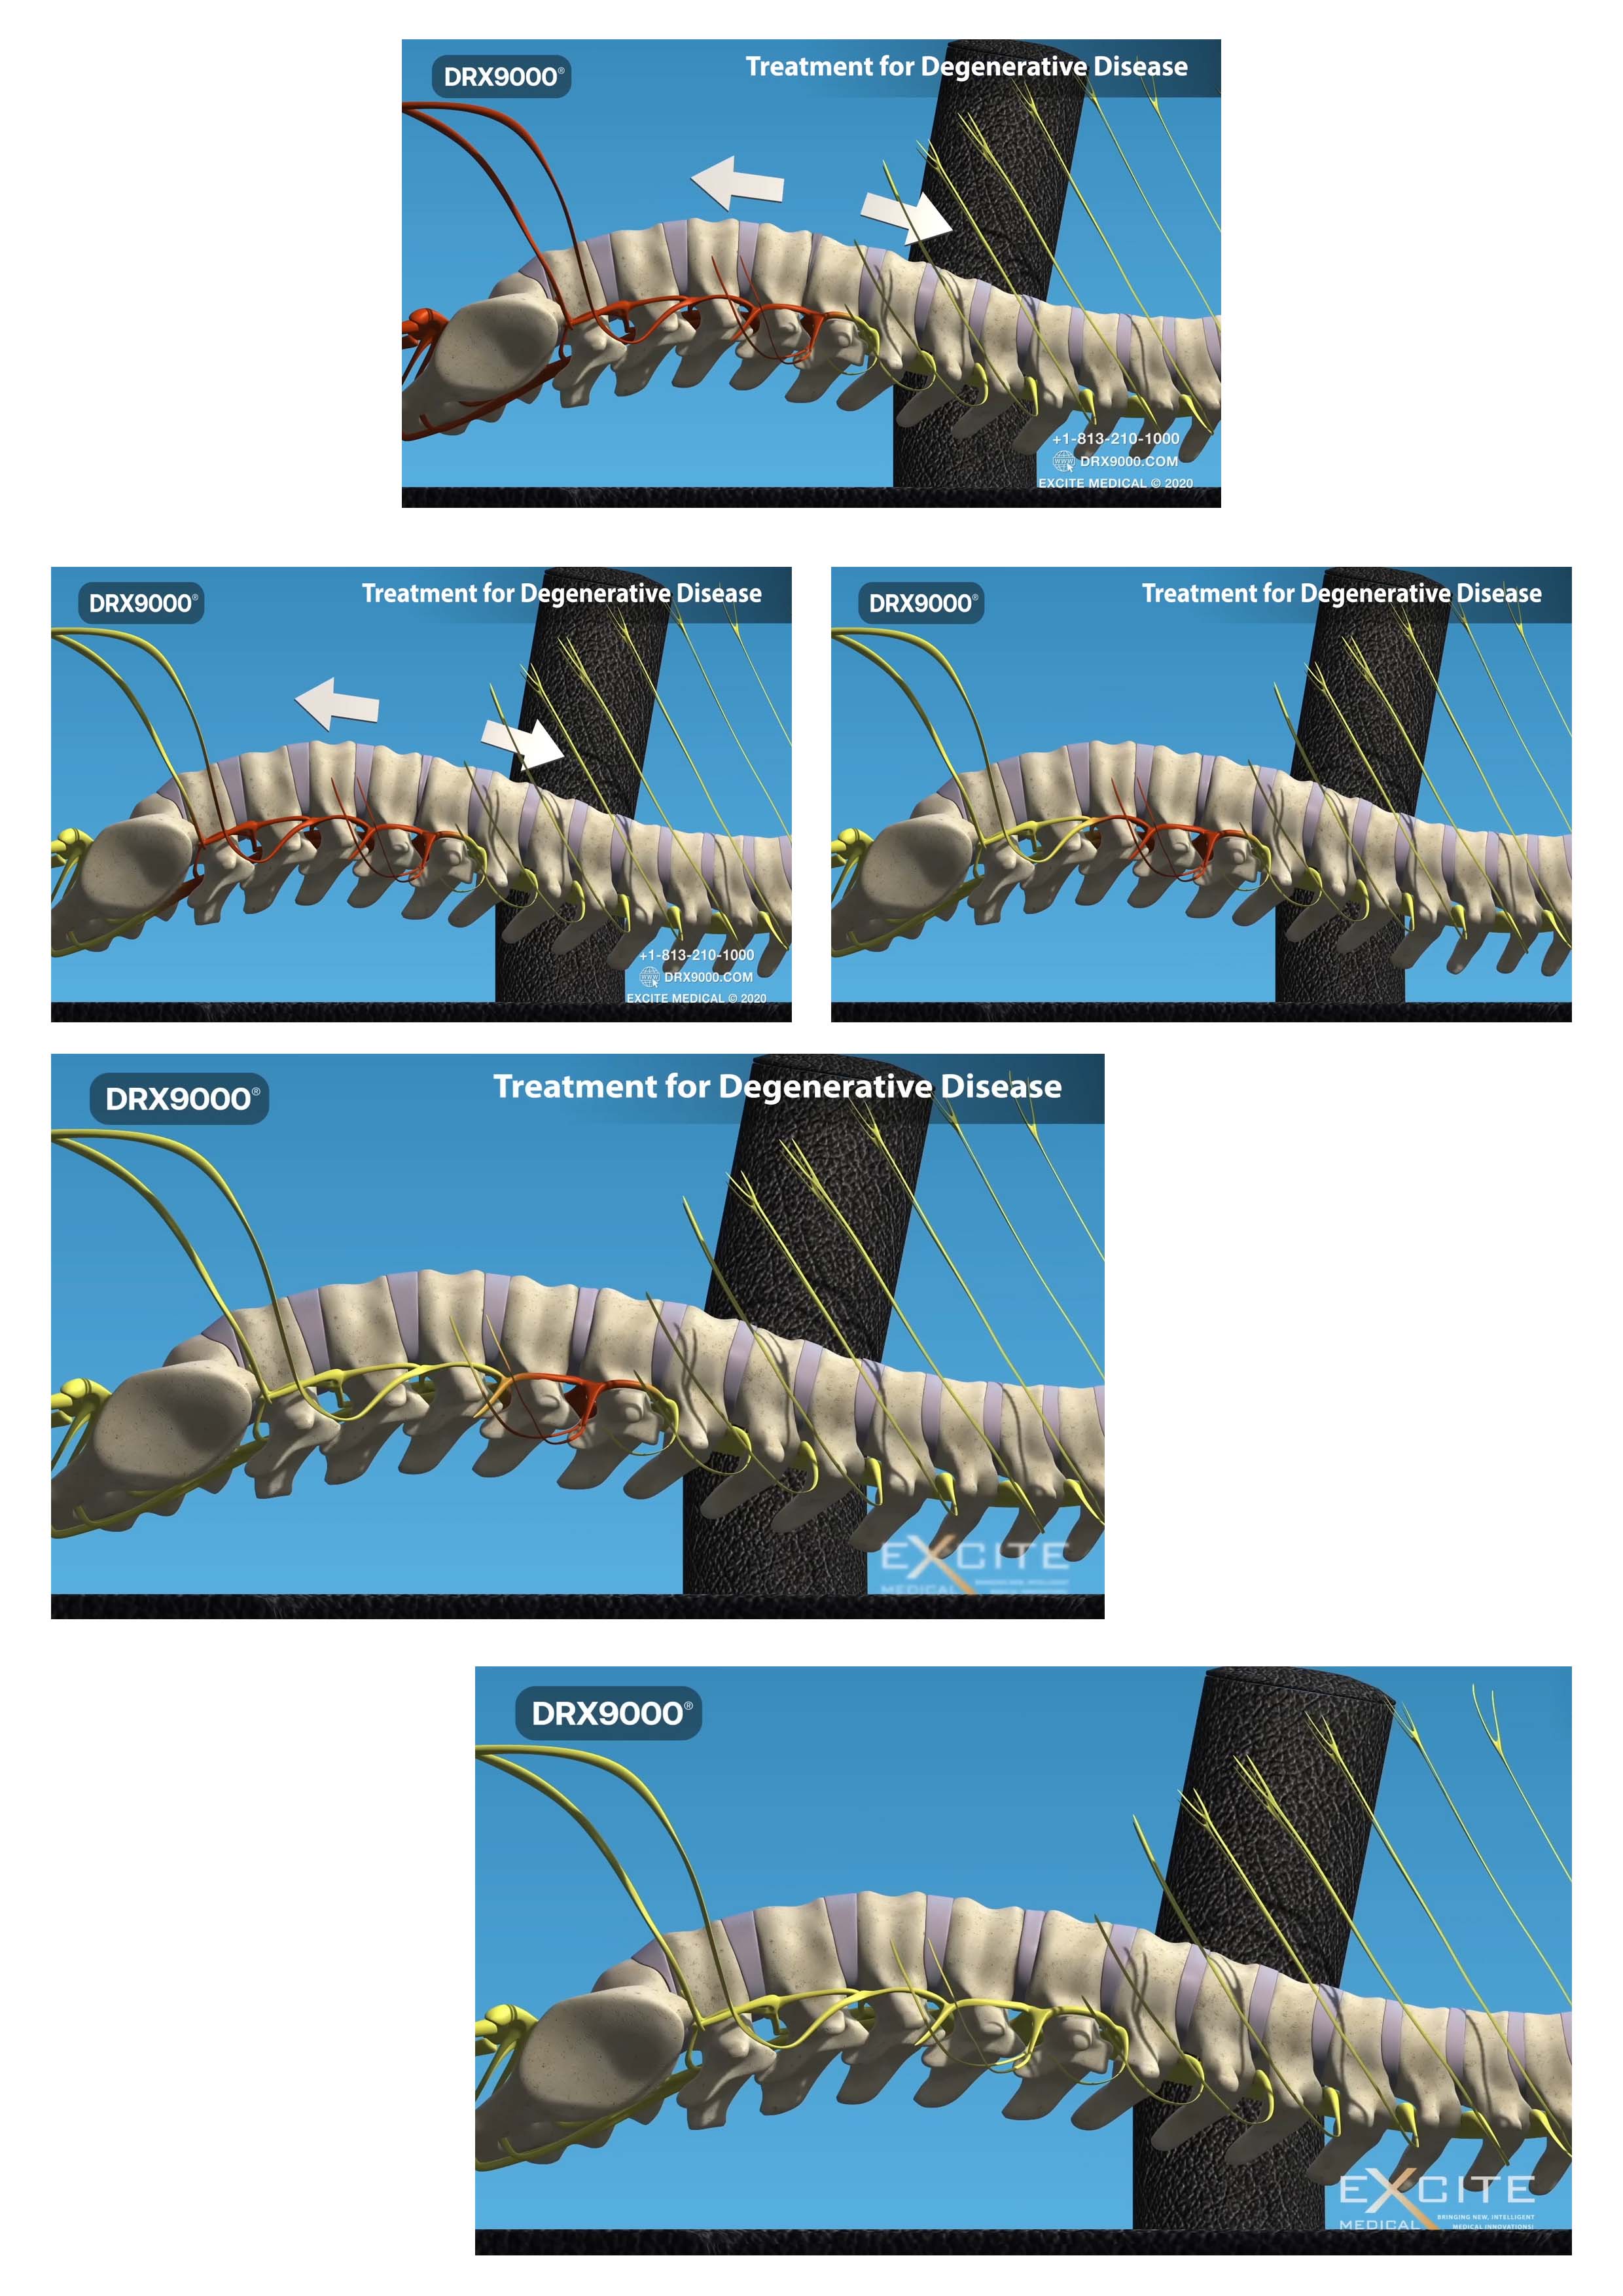 DRX9000®
Treatment for Degenerative Disease
+1-813-210-1000
WWW
DRX9000.COM
EXCITE MEDICAL © 2020
DRX9000®
Treatment for Degenerative Disease
+1-813-210-1000
WWW
DRX9000.COM
EXCITE MEDICAL © 2020
DRX9000®
Treatment for Degenerative Disease
DRX9000®
Treatment for Degenerative Disease
EXCITE
MEDICAL
DRX9000®
EXCITE
MEDICAL
BRINGING NEW, INTELLIGENT
MEDICAL INNOVATIONS!